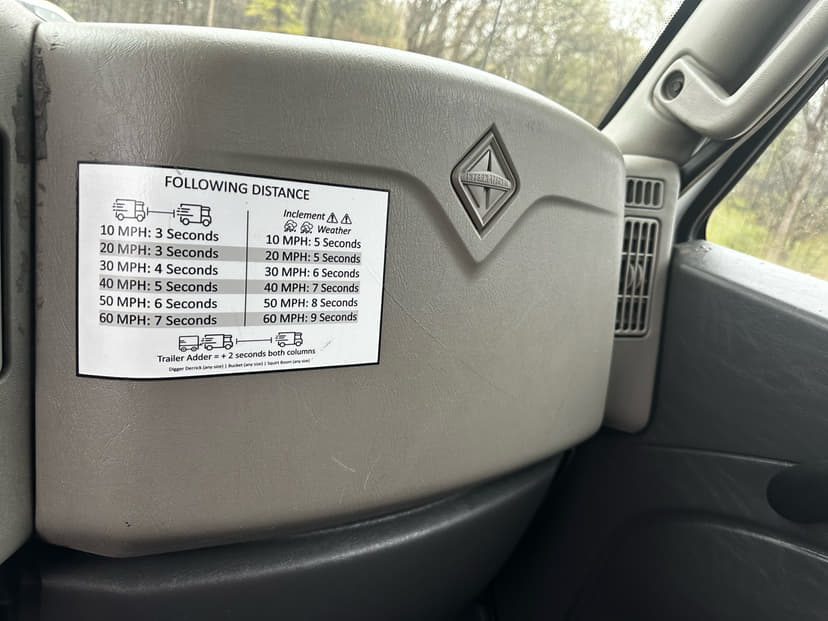 FOLLOWING DISTANCE
10 MPH: 3 Seconds
20 MPH: 3 Seconds
30 MPH: 4 Seconds
40 MPH: 5 Seconds
50 MPH: 6 Seconds
60 MPH: 7 Seconds
Inclement
Weather
10 MPH: 5 Seconds
20 MPH: 5 Seconds
30 MPH: 6 Seconds
40 MPH: 7 Seconds
50 MPH: 8 Seconds
60 MPH: 9 Seconds
Trailer Adder = + 2 seconds both columns
Digger Derrick (any size) | Bucket (any size) | Squirt Boom (any size)
INTERNATIONAL